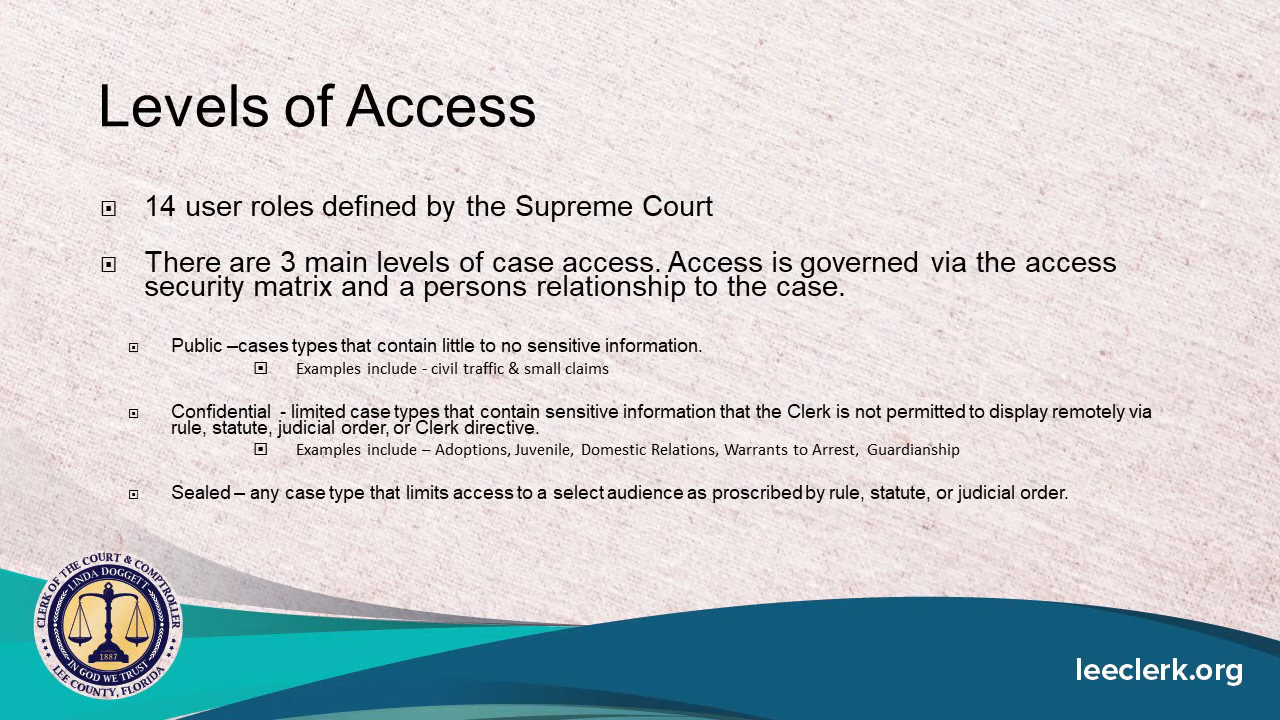 Levels of Access
14 user roles defined by the Supreme Court
There are 3 main levels of case access. Access is governed via the access
security matrix and a persons relationship to the case.
Public –cases types that contain little to no sensitive information.
Examples include - civil traffic & small claims
Confidential - limited case types that contain sensitive information that the Clerk is not permitted to display remotely via
rule, statute, judicial order, or Clerk directive.
Examples include – Adoptions, Juvenile, Domestic Relations, Warrants to Arrest, Guardianship
Sealed – any case type that limits access to a select audience as proscribed by rule, statute, or judicial order.
CLERK OF THE COURT & COMPTROLLER
LINDA DOGGETT
1887
IN GOD WE TRUST
LEE COUNTY, FLORIDA
leeclerk.org